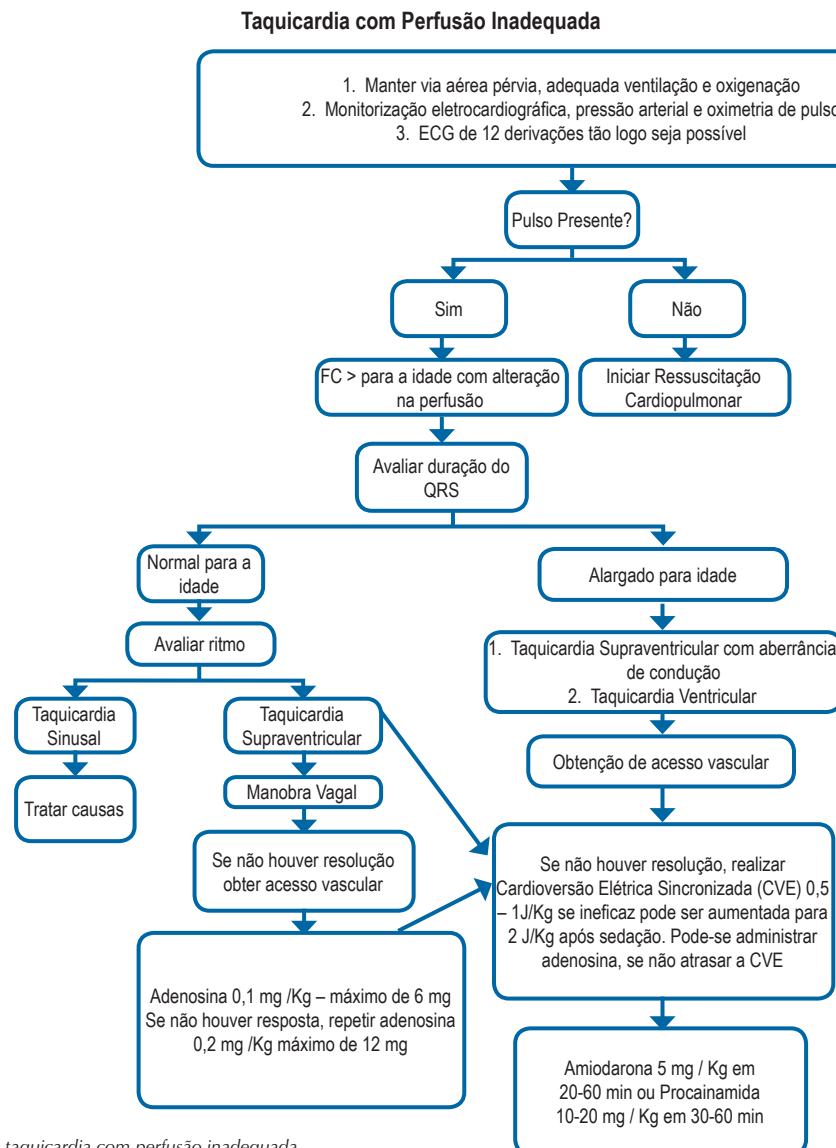 Taquicardia com Perfusão Inadequada
1. Manter via aérea pérvia, adequada ventilação e oxigenação
2. Monitorização eletrocardiográfica, pressão arterial e oximetria de pulso
3. ECG de 12 derivações tão logo seja possível
Pulso Presente?
Sim
Não
FC > para a idade com alteração
na perfusão
Iniciar Ressuscitação
Cardiopulmonar
Avaliar duração do
QRS
Normal para a
idade
Alargado para idade
Avaliar ritmo
1. Taquicardia Supraventricular com aberrância
de condução
2. Taquicardia Ventricular
Taquicardia
Sinusal
Taquicardia
Supraventricular
Obtenção de acesso vascular
Tratar causas
Manobra Vagal
Se não houver resolução
obter acesso vascular
Se não houver resolução, realizar
Cardioversão Elétrica Sincronizada (CVE) 0,5
– 1J/Kg se ineficaz pode ser aumentada para
2 J/Kg após sedação. Pode-se administrar
adenosina, se não atrasar a CVE
Adenosina 0,1 mg /Kg – máximo de 6 mg
Se não houver resposta, repetir adenosina
0,2 mg /Kg máximo de 12 mg
Amiodarona 5 mg / Kg em
20-60 min ou Procainamida
10-20 mg / Kg em 30-60 min
taquicardia com perfusão inadequada